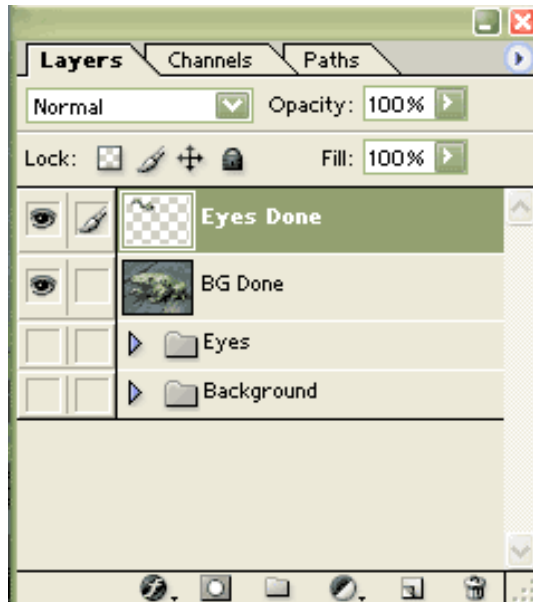 Layers Channels Paths
Normal Opacity: 100%
Lock: Fill: 100%
Eyes Done
BG Done
Eyes
Background